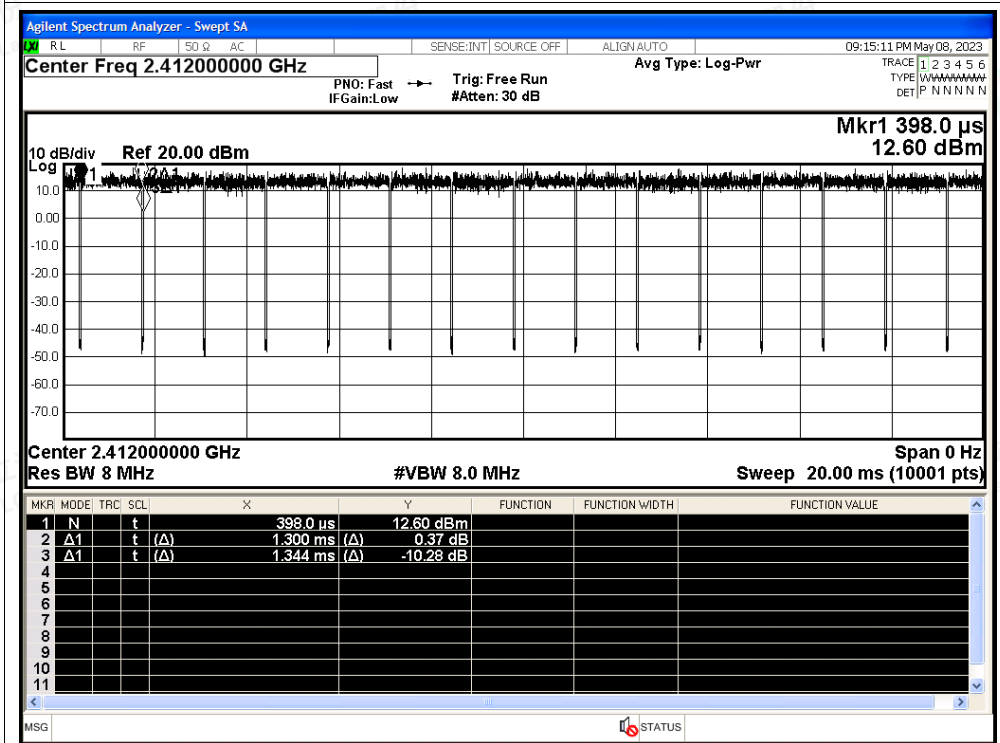 Agilent Spectrum Analyzer - Swept SA
LXI RL RF 50 Ω AC SENSE:INT SOURCE OFF ALIGN AUTO 09:15:11 PM May 08, 2023
Center Freq 2.412000000 GHz
PNO: Fast
IFGain:Low
Trig: Free Run
#Atten: 30 dB
Avg Type: Log-Pwr
TRACE 1 2 3 4 5 6
TYPE WWWWWW
DET P N N N N N
Mkr1 398.0 µs
12.60 dBm
10 dB/div Ref 20.00 dBm
Log
1
2Δ1
3Δ1
10.0
0.00
-10.0
-20.0
-30.0
-40.0
-50.0
-60.0
-70.0
Center 2.412000000 GHz Span 0 Hz
Res BW 8 MHz #VBW 8.0 MHz Sweep 20.00 ms (10001 pts)
MKR MODE TRC SCL X Y FUNCTION FUNCTION WIDTH FUNCTION VALUE
1 N t 398.0 µs 12.60 dBm
2 Δ1 t (Δ) 1.300 ms (Δ) 0.37 dB
3 Δ1 t (Δ) 1.344 ms (Δ) -10.28 dB
4
5
6
7
8
9
10
11
MSG STATUS